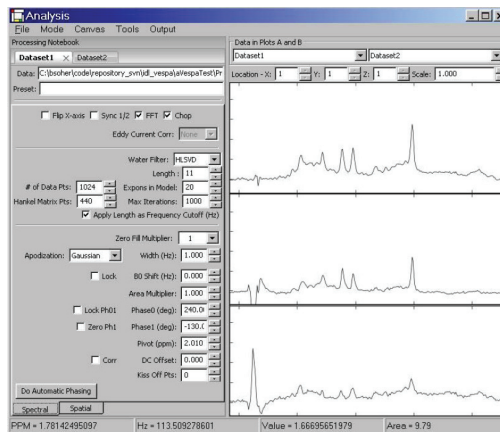 Analysis
File Mode Canvas Tools Output
Processing Notebook
Dataset1 × Dataset2
Data: C:\bsoher\code\repository_svn\idl_vespa\aVespaTest\Pr
Preset:
Flip X-axis Sync 1/2 FFT Chop
Eddy Current Corr: None
Water Filter: HLSVD
Length : 11
# of Data Pts: 1024 Expons in Model: 20
Hankel Matrix Pts: 440 Max Iterations: 1000
Apply Length as Frequency Cutoff (Hz)
Zero Fill Multiplier: 1
Apodization: Gaussian Width (Hz): 1.000
Lock B0 Shift (Hz): 0.000
Area Multiplier: 1.000
Lock Ph01 Phase0 (deg): 240.0(
Zero Ph1 Phase1 (deg): -130.(
Pivot (ppm): 2.010
Corr DC Offset: 0.000
Kiss Off Pts: 0
Do Automatic Phasing
Spectral Spatial
Data in Plots A and B
Dataset1 Dataset2
Location - X: 1 Y: 1 Z: 1 Scale: 1.000
PPM = 1.78142495097 Hz = 113.509278601 Value = 1.66695651979 Area = 9.79